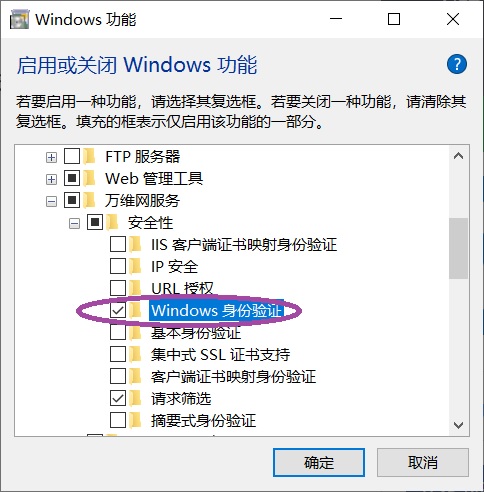 Windows 功能
启用或关闭 Windows 功能
若要启用一种功能，请选择其复选框。若要关闭一种功能，请清除其
复选框。填充的框表示仅启用该功能的一部分。
FTP 服务器
Web 管理工具
万维网服务
安全性
IIS 客户端证书映射身份验证
IP 安全
URL 授权
Windows 身份验证
基本身份验证
集中式 SSL 证书支持
客户端证书映射身份验证
请求筛选
摘要式身份验证
确定
取消